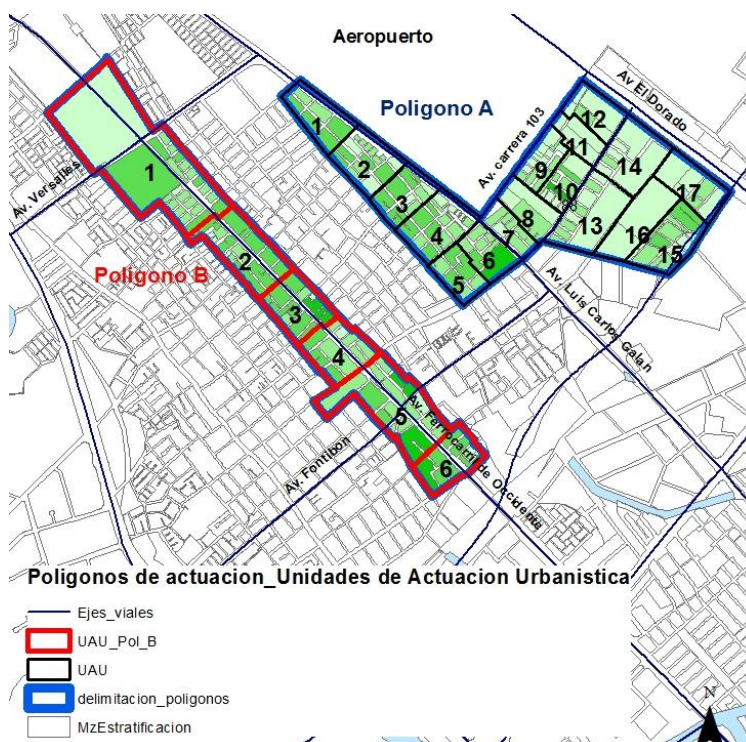 Aeropuerto
Av El Dorado
Poligono A
Av. carrera 103
1
2
3
4
5
6
7
8
9
10
11
12
13
14
15
16
17
Av. Versalles
1
Poligono B
2
3
4
5
6
Av. Luis Carlos Galan
Av. Ferrocarril de Occidente
Av. Fontibon
Poligonos de actuacion_Unidades de Actuacion Urbanistica
Ejes_viales
UAU_Pol_B
UAU
delimitacion_poligonos
MzEstratificacion
N